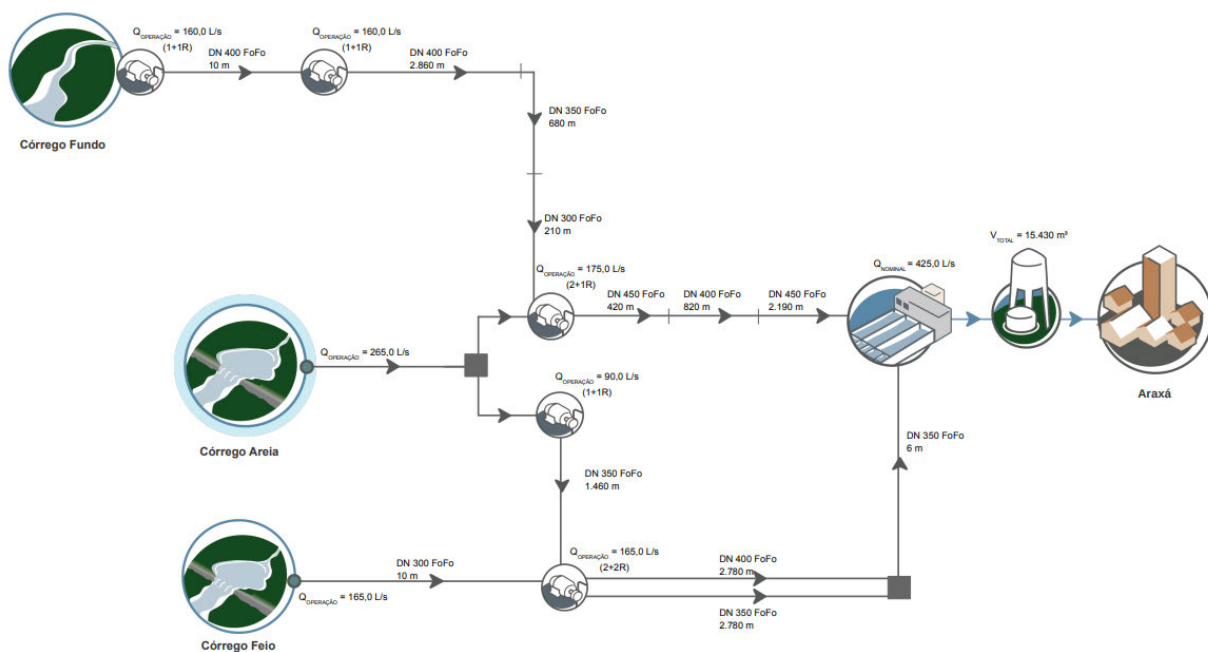 Q OPERAÇÃO = 160,0 L/s
(1+1R)
DN 400 FoFo
10 m
Q OPERAÇÃO = 160,0 L/s
(1+1R)
DN 400 FoFo
2.860 m
Córrego Fundo
DN 350 FoFo
680 m
DN 300 FoFo
210 m
Q OPERAÇÃO = 175,0 L/s
(2+1R)
DN 450 FoFo
420 m
DN 400 FoFo
820 m
DN 450 FoFo
2.190 m
Q NOMINAL = 425,0 L/s
V TOTAL = 15.430 m³
Araxá
Q OPERAÇÃO = 265,0 L/s
Córrego Areia
Q OPERAÇÃO = 90,0 L/s
(1+1R)
DN 350 FoFo
6 m
DN 350 FoFo
1.460 m
DN 300 FoFo
10 m
Q OPERAÇÃO = 165,0 L/s
Córrego Feio
Q OPERAÇÃO = 165,0 L/s
(2+2R)
DN 400 FoFo
2.780 m
DN 350 FoFo
2.780 m